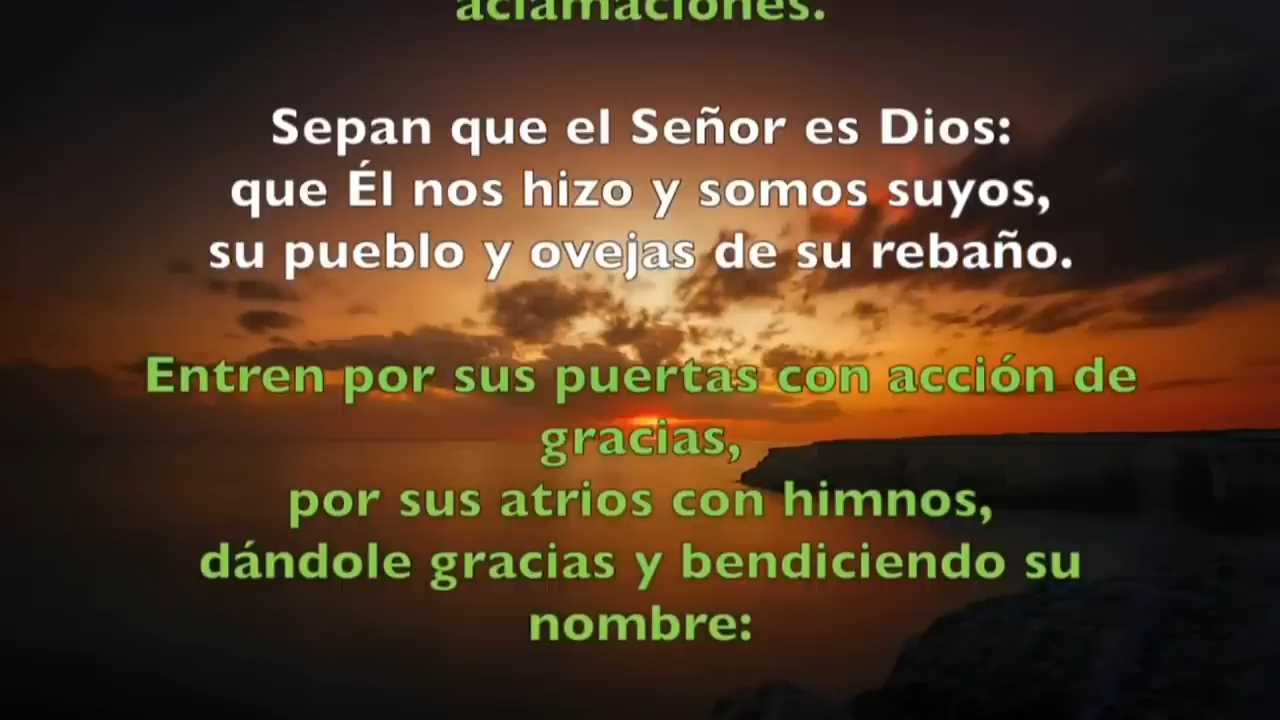 aclamaciones.
Sepan que el Señor es Dios:
que Él nos hizo y somos suyos,
su pueblo y ovejas de su rebaño.
Entren por sus puertas con acción de
gracias,
por sus atrios con himnos,
dándole gracias y bendiciendo su
nombre: